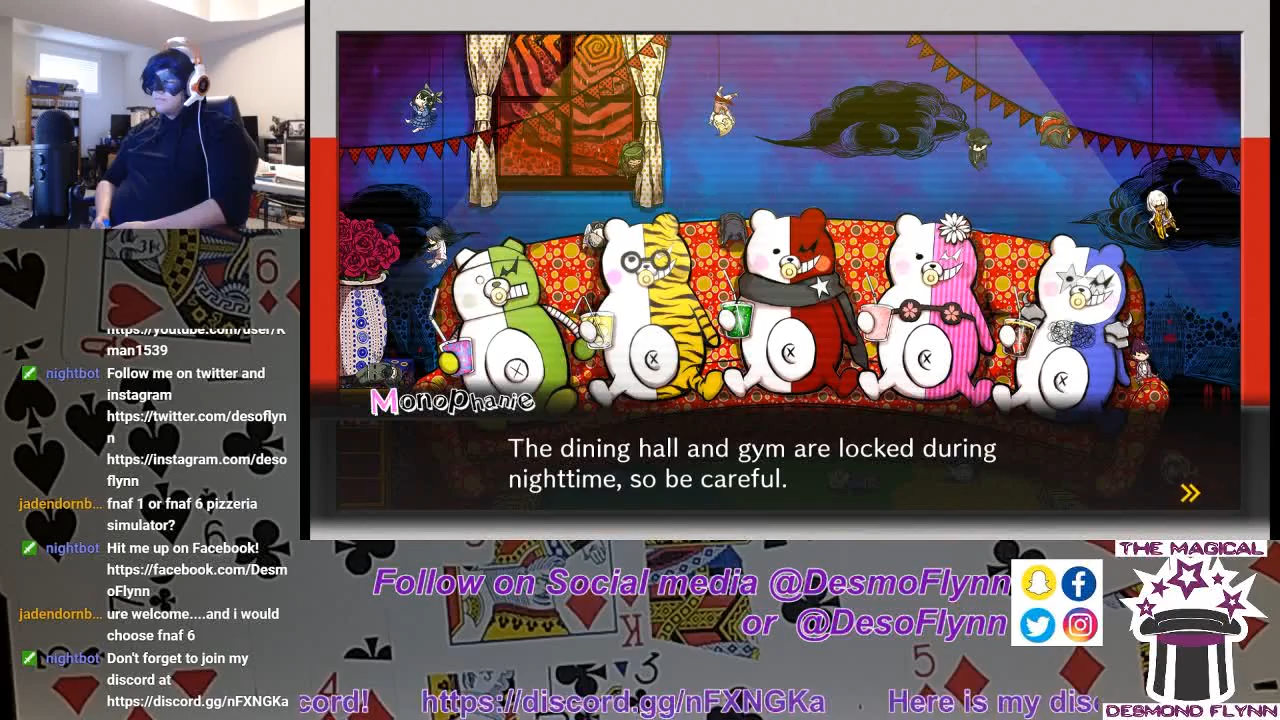 https://youtube.com/user/K
man1539
nightbot Follow me on twitter and
instagram
https://twitter.com/desoflyn
n
https://instagram.com/deso
flynn
jadendornb... fnaf 1 or fnaf 6 pizzeria
simulator?
nightbot Hit me up on Facebook!
https://facebook.com/Desm
oFlynn
jadendornb... ure welcome....and i would
choose fnaf 6
nightbot Don't forget to join my
discord at
https://discord.gg/nFXNGKa
6
Monophanie
The dining hall and gym are locked during
nighttime, so be careful.
Follow on Social media @DesmoFlynn
or @DesoFlynn
K
3
5
4
cord! https://discord.gg/nFXNGKa . Here is my disc
THE MAGICAL
DESMOND FLYNN